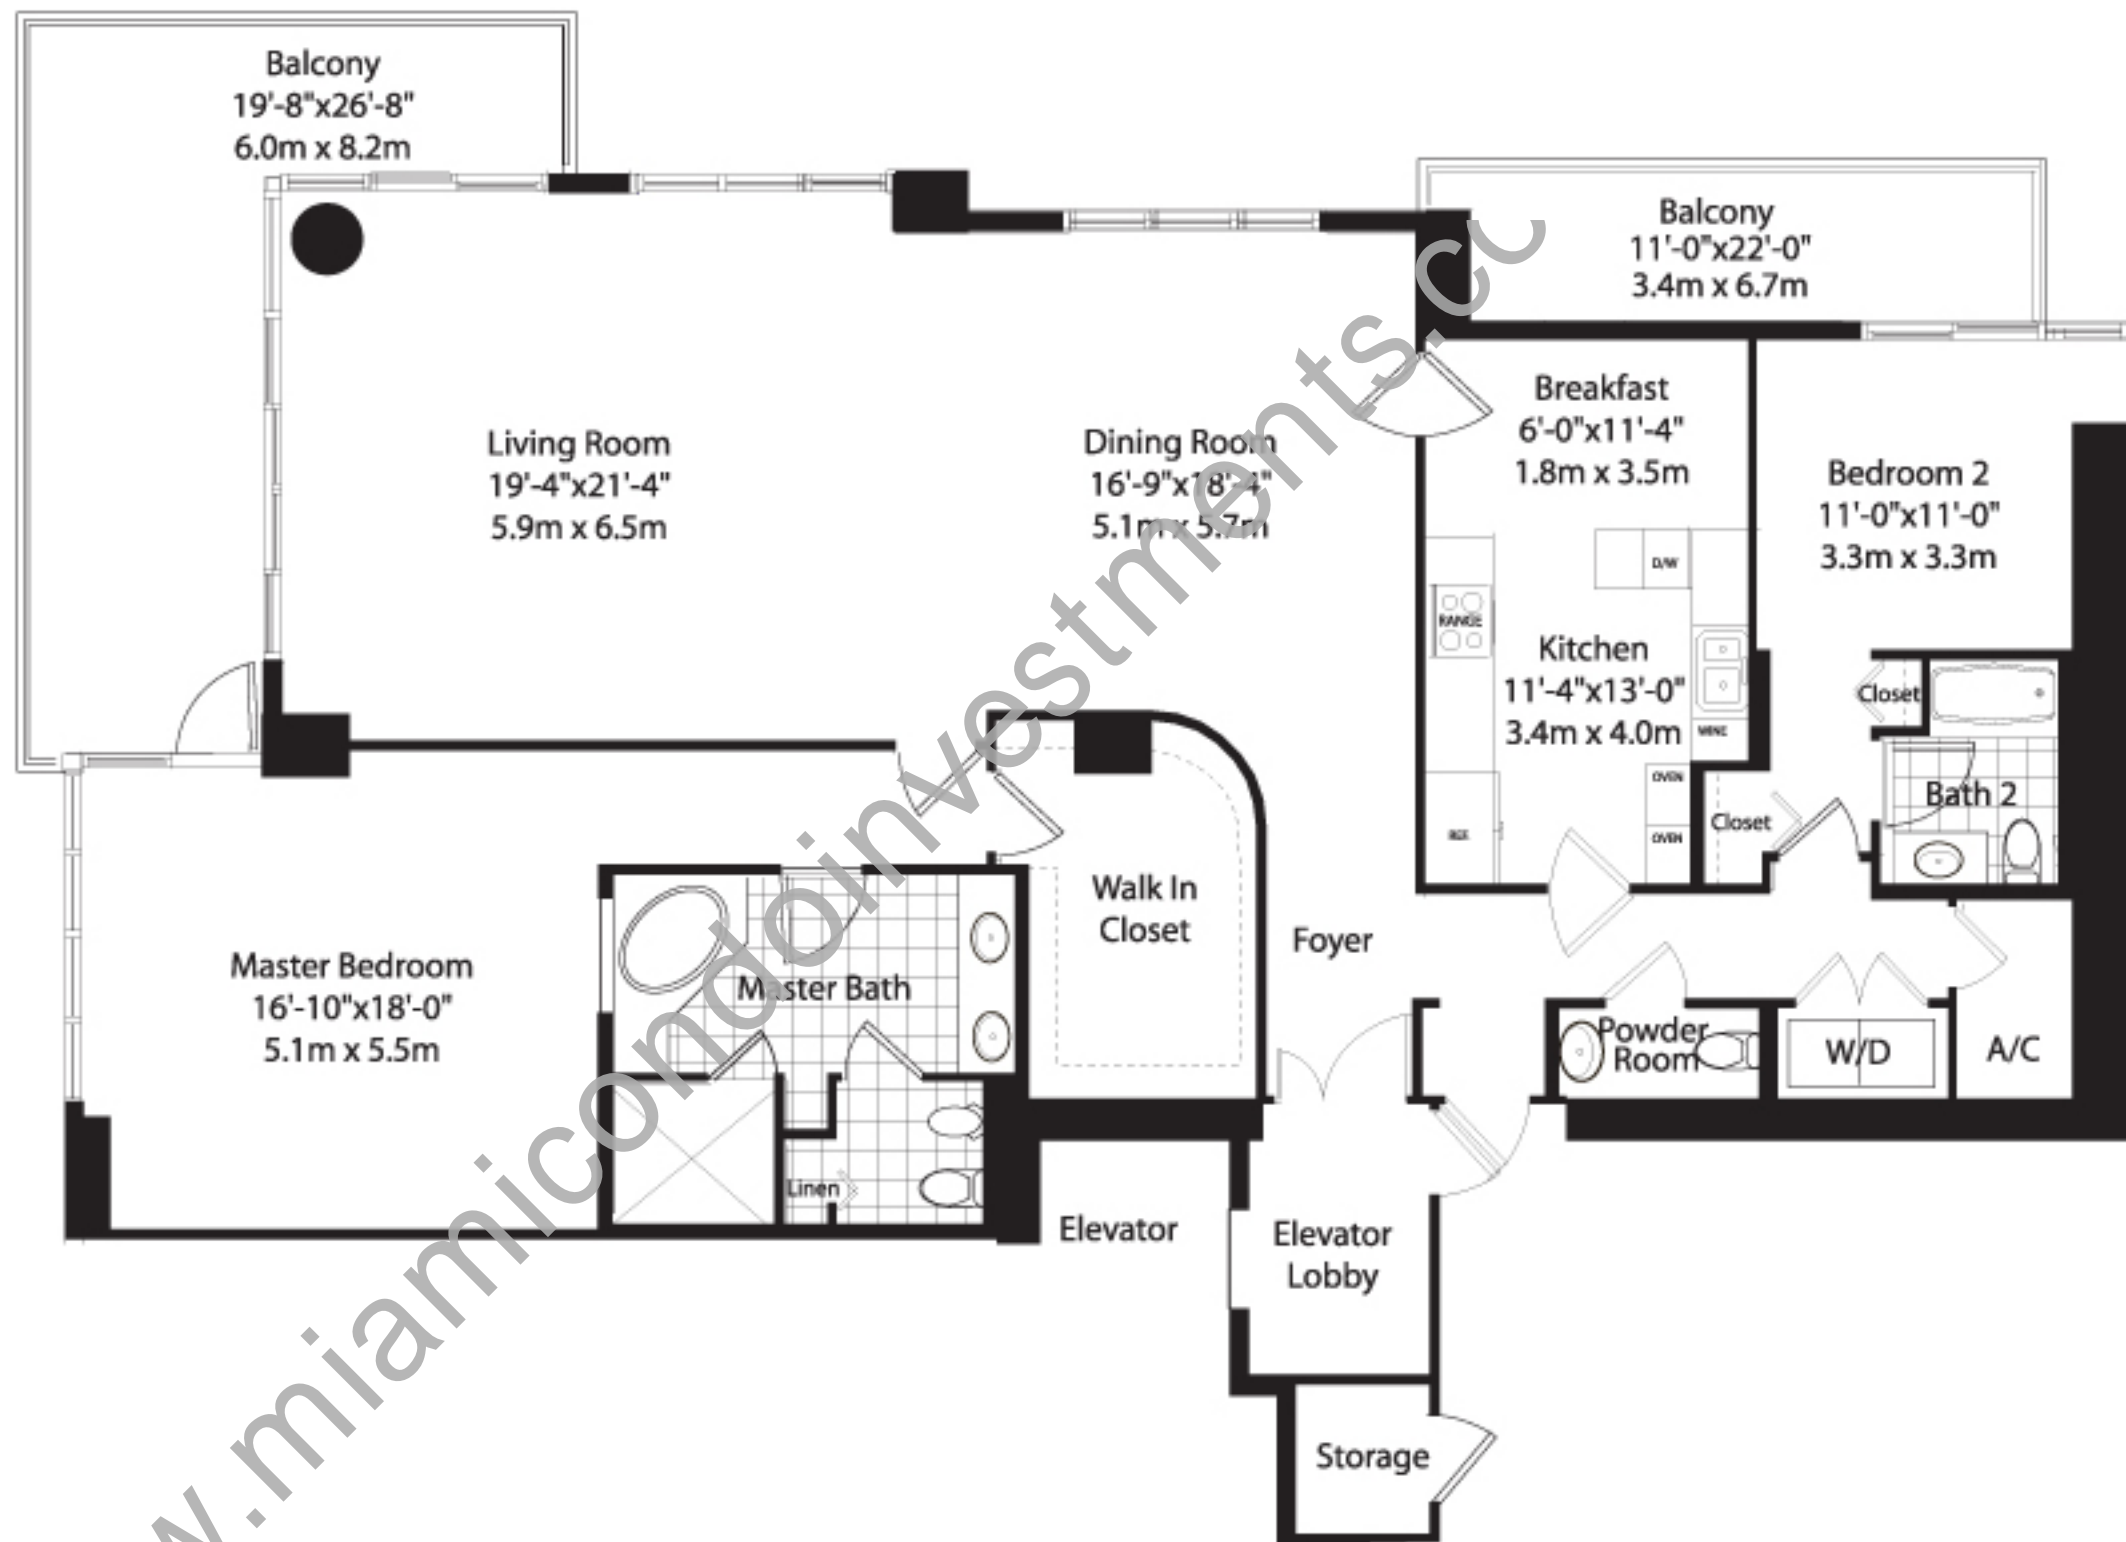 Balcony
19'-8"x26'-8"
6.0m x 8.2m
Balcony
11'-0"x22'-0"
3.4m x 6.7m
Living Room
19'-4"x21'-4"
5.9m x 6.5m
Dining Room
16'-9"x18'-4"
5.1m x 5.7m
Breakfast
6'-0"x11'-4"
1.8m x 3.5m
Bedroom 2
11'-0"x11'-0"
3.3m x 3.3m
D/W
RANGE
Kitchen
11'-4"x13'-0"
3.4m x 4.0m
WINE
OVEN
OVEN
REF
Closet
Closet
Bath 2
Walk In
Closet
Foyer
Master Bedroom
16'-10"x18'-0"
5.1m x 5.5m
Master Bath
Linen
Powder
Room
W/D
A/C
Elevator
Elevator
Lobby
Storage
w.miamicondoinvestments.cc